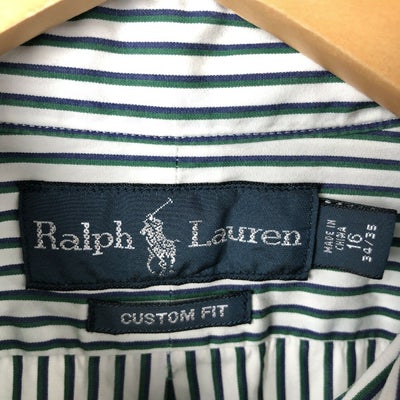 Ralph Lauren
CUSTOM FIT
MADE IN
CHINA
16
34/35